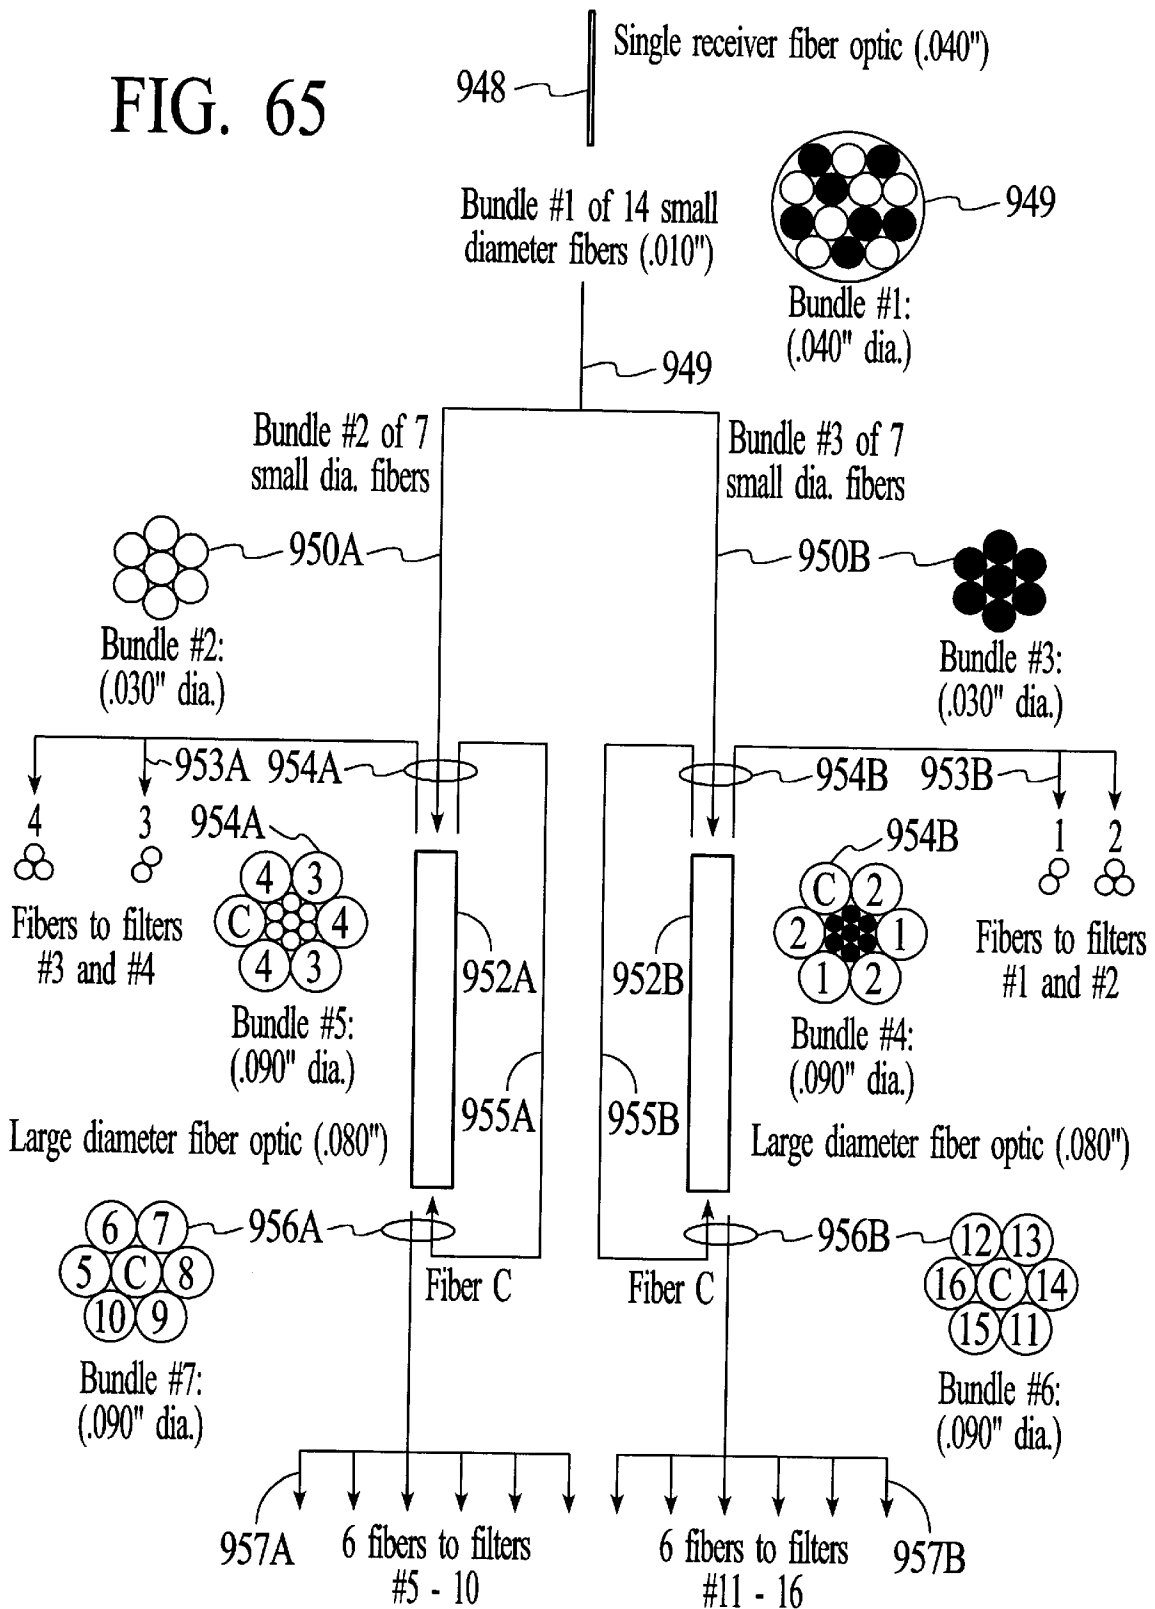 FIG. 65
Single receiver fiber optic (.040")
948
Bundle #1 of 14 small
diameter fibers (.010")
949
Bundle #1:
(.040" dia.)
949
Bundle #2 of 7
small dia. fibers
Bundle #3 of 7
small dia. fibers
950A
950B
Bundle #2:
(.030" dia.)
Bundle #3:
(.030" dia.)
953A
954A
954B
953B
4
3
954A
954B
1
2
4
3
C
4
4
3
C
2
2
1
1
2
Fibers to filters
#3 and #4
Fibers to filters
#1 and #2
952A
952B
Bundle #5:
(.090" dia.)
Bundle #4:
(.090" dia.)
955A
955B
Large diameter fiber optic (.080")
Large diameter fiber optic (.080")
6
7
5
C
8
10
9
956A
956B
12
13
16
C
14
15
11
Fiber C
Fiber C
Bundle #7:
(.090" dia.)
Bundle #6:
(.090" dia.)
957A
6 fibers to filters
#5 - 10
6 fibers to filters
#11 - 16
957B